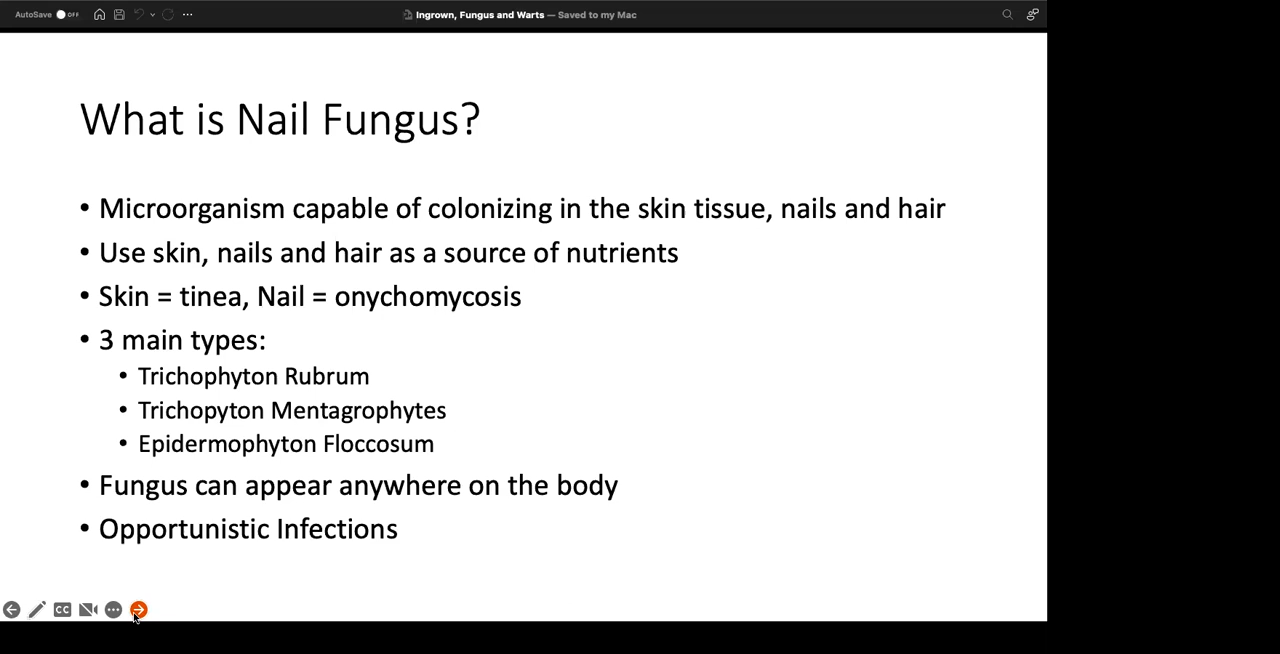 AutoSave OFF
Ingrown, Fungus and Warts — Saved to my Mac
What is Nail Fungus?
• Microorganism capable of colonizing in the skin tissue, nails and hair
• Use skin, nails and hair as a source of nutrients
• Skin = tinea, Nail = onychomycosis
• 3 main types:
• Trichophyton Rubrum
• Trichopyton Mentagrophytes
• Epidermophyton Floccosum
• Fungus can appear anywhere on the body
• Opportunistic Infections
CC